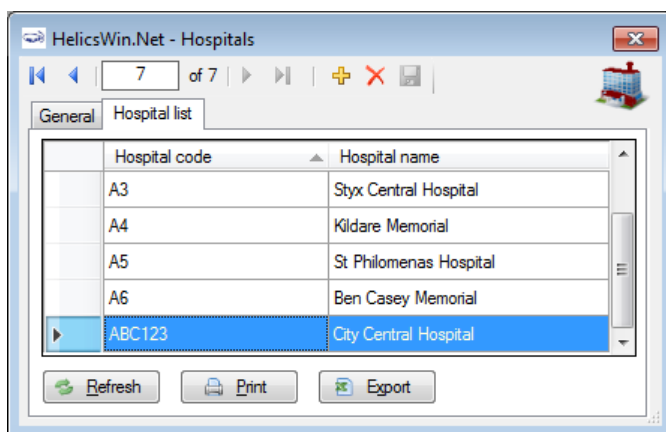 HelicsWin.Net - Hospitals
7 of 7
General Hospital list
Hospital code Hospital name
A3 Styx Central Hospital
A4 Kildare Memorial
A5 St Philomenas Hospital
A6 Ben Casey Memorial
ABC123 City Central Hospital
Refresh Print Export